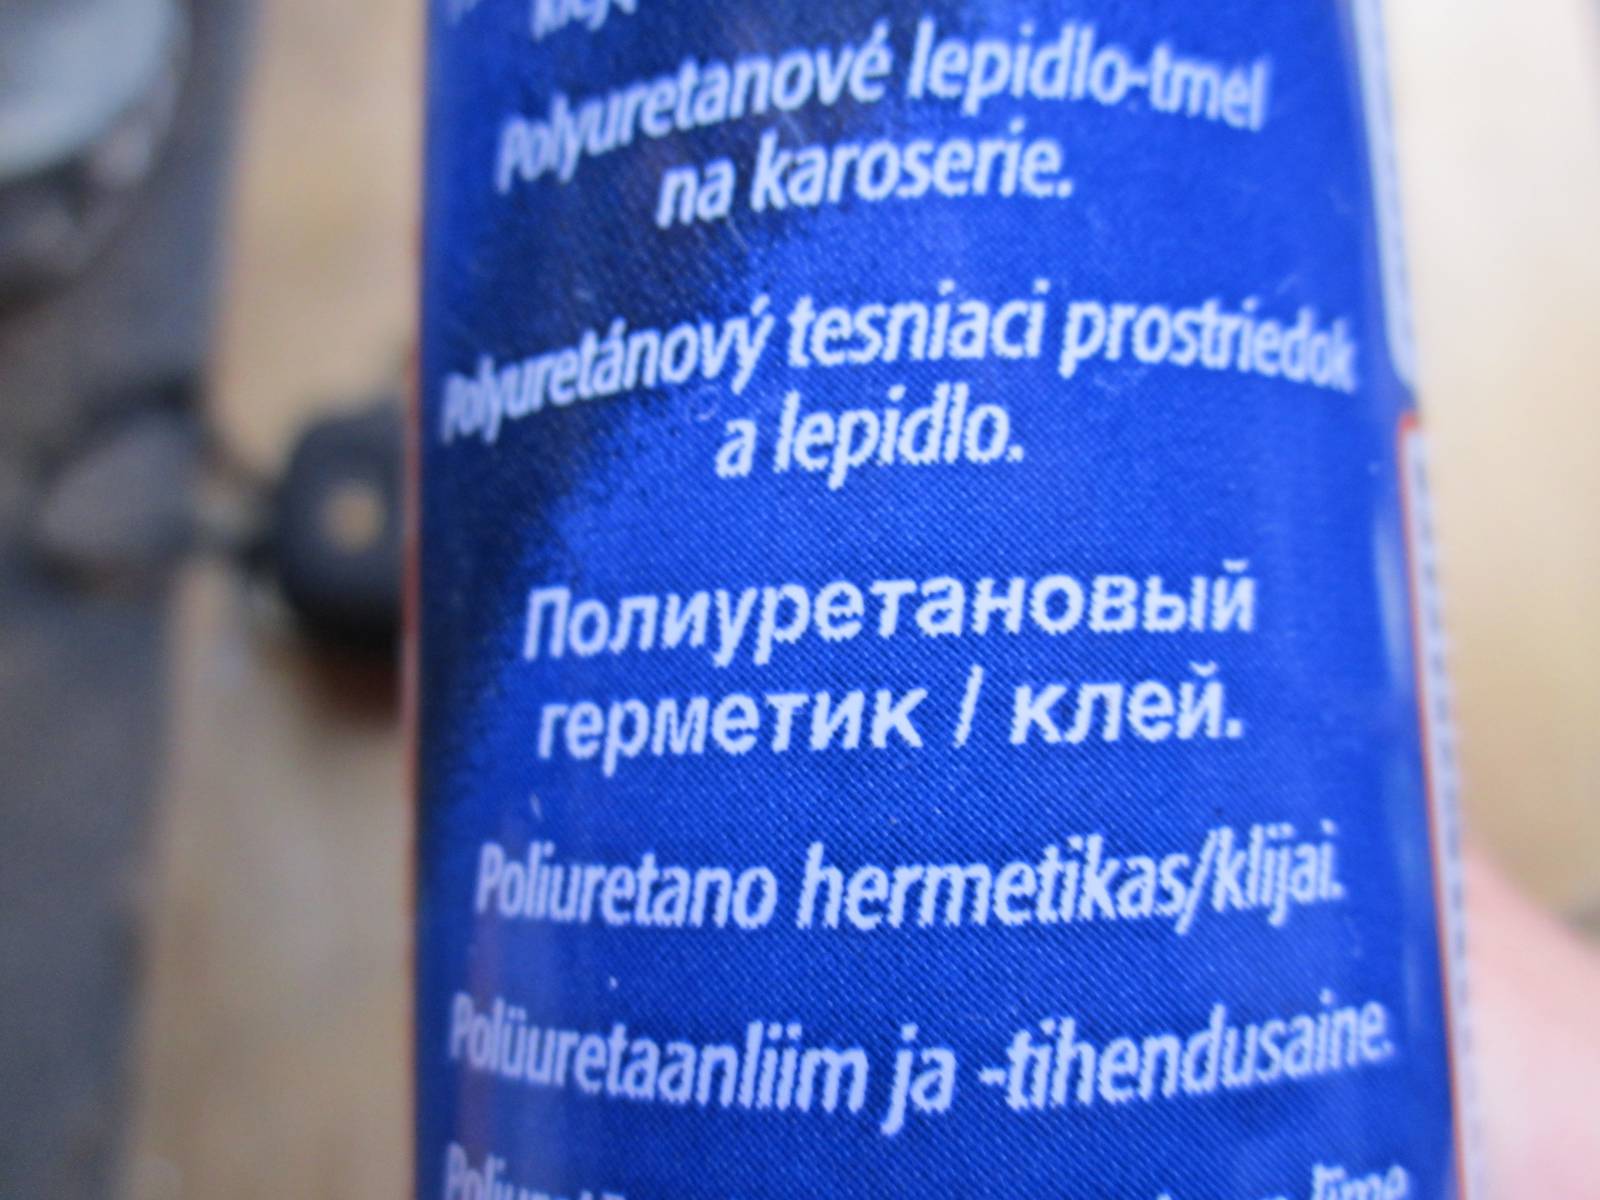 Polyuretanové lepidlo-tmel
na karoserie.
Polyuretánový tesniaci prostriedok
a lepidlo.
Полиуретановый
герметик / клей.
Poliuretano hermetikas/klijai.
Polüuretaanliim ja -tihendusaine.